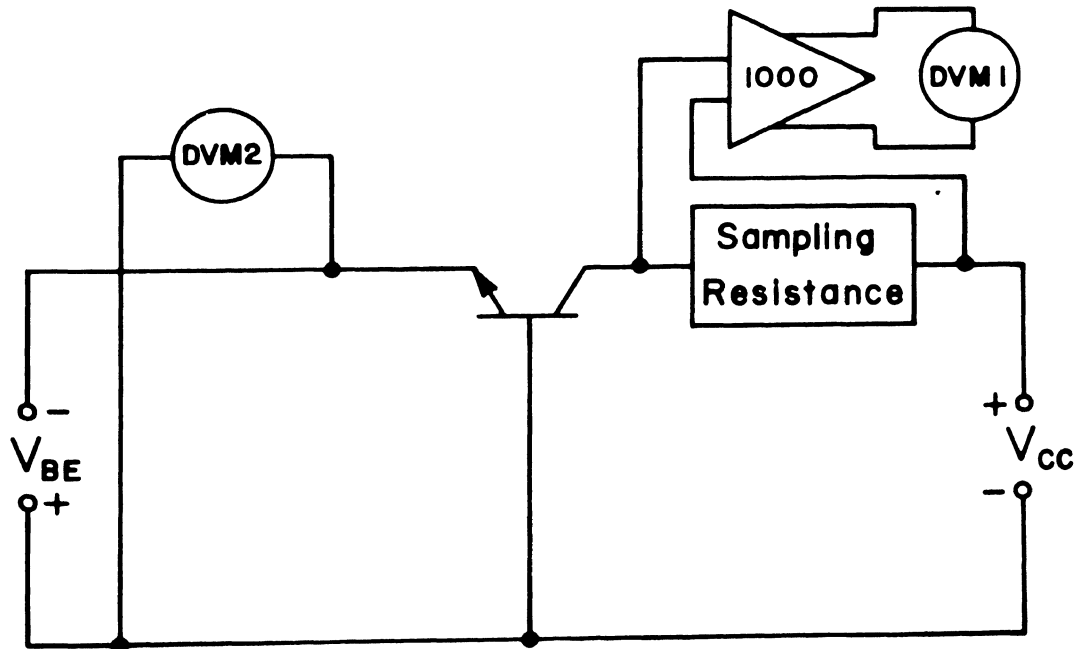 1000
DVM1
DVM2
Sampling
Resistance
-
VBE
+
+
VCC
-